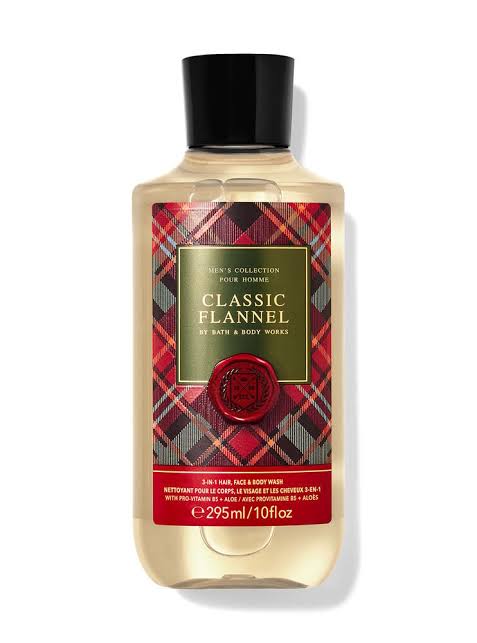 MEN'S COLLECTION
POUR HOMME
CLASSIC
FLANNEL
BY BATH & BODY WORKS
3-IN-1 HAIR, FACE & BODY WASH
NETTOYANT POUR LE CORPS, LE VISAGE ET LES CHEVEUX 3-EN-1
WITH PRO-VITAMIN B5 + ALOE / AVEC PROVITAMINE B5 + ALOÈS
℮295ml/10floz